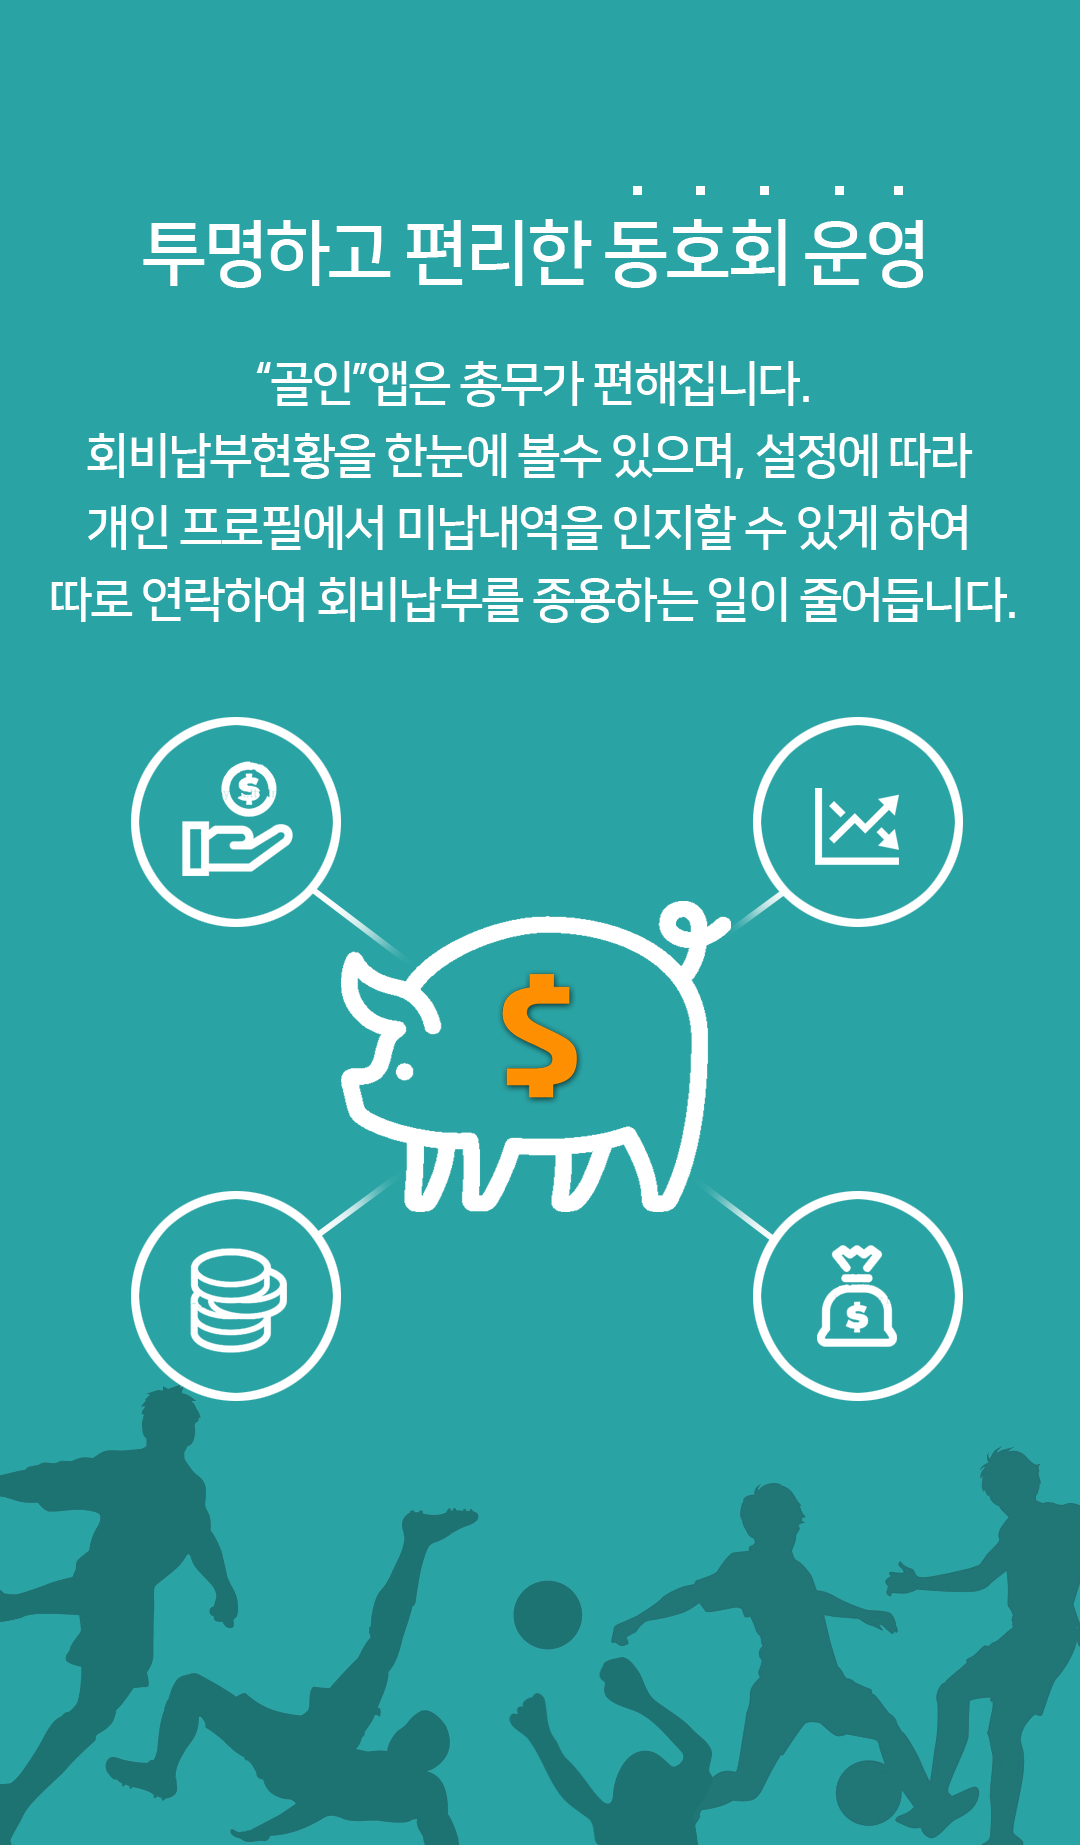 투명하고 편리한 동호회 운영
“골인”앱은 총무가 편해집니다.
회비납부현황을 한눈에 볼수 있으며, 설정에 따라
개인 프로필에서 미납내역을 인지할 수 있게 하여
따로 연락하여 회비납부를 종용하는 일이 줄어듭니다.
$
$
$